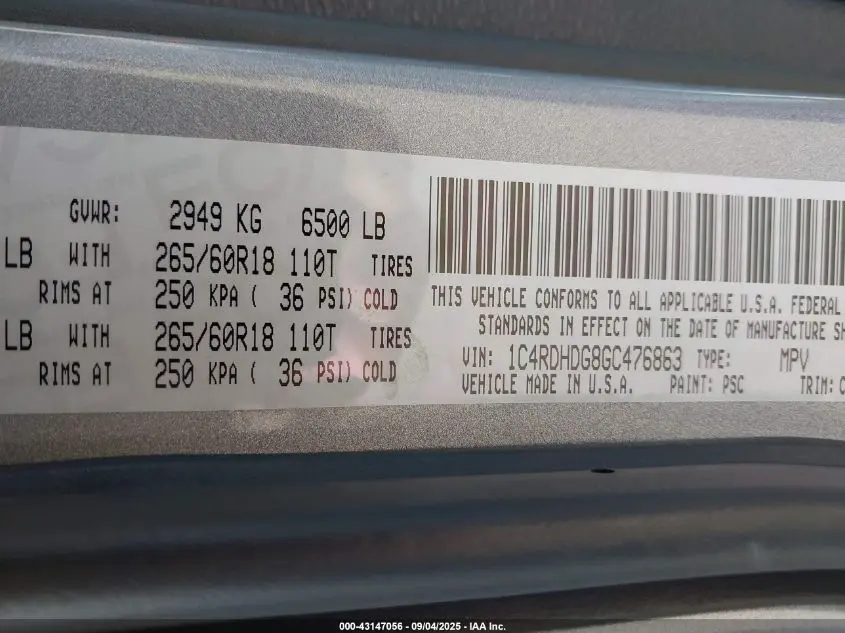 GVWR: 2949 KG 6500 LB
LB WITH 265/60R18 110T TIRES
RIMS AT 250 KPA ( 36 PSI) COLD
LB WITH 265/60R18 110T TIRES
RIMS AT 250 KPA ( 36 PSI) COLD
THIS VEHICLE CONFORMS TO ALL APPLICABLE U.S.A. FEDERAL
STANDARDS IN EFFECT ON THE DATE OF MANUFACTURE SH
VIN: 1C4RDHDG8GC476863 TYPE: MPV
VEHICLE MADE IN U.S.A. PAINT: PSC TRIM: C
000-43147056 - 09/04/2025 - IAA Inc.